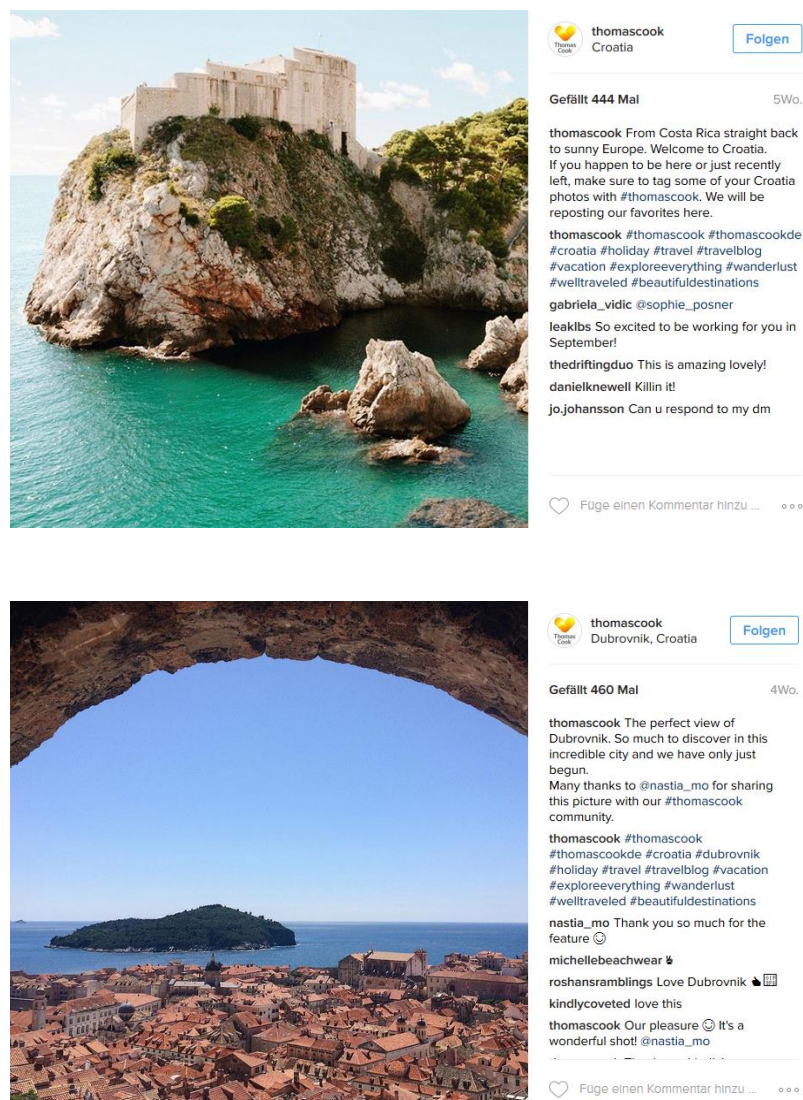 thomascook
Croatia
Folgen
Thomas
Cook
Gefällt 444 Mal
5Wo.
thomascook From Costa Rica straight back
to sunny Europe. Welcome to Croatia.
If you happen to be here or just recently
left, make sure to tag some of your Croatia
photos with #thomascook. We will be
reposting our favorites here.
thomascook #thomascook #thomascookde
#croatia #holiday #travel #travelblog
#vacation #exploreeverything #wanderlust
#welltraveled #beautifuldestinations
gabriela_vidic @sophie_posner
leaklbs So excited to be working for you in
September!
thedriftingduo This is amazing lovely!
danielknewell Killin it!
jo.johansson Can u respond to my dm
Füge einen Kommentar hinzu ...
thomascook
Dubrovnik, Croatia
Folgen
Thomas
Cook
Gefällt 460 Mal
4Wo.
thomascook The perfect view of
Dubrovnik. So much to discover in this
incredible city and we have only just
begun.
Many thanks to @nastia_mo for sharing
this picture with our #thomascook
community.
thomascook #thomascook
#thomascookde #croatia #dubrovnik
#holiday #travel #travelblog #vacation
#exploreeverything #wanderlust
#welltraveled #beautifuldestinations
nastia_mo Thank you so much for the
feature ☺
michellebeachwear ✌
roshansramblings Love Dubrovnik
kindlycoveted love this
thomascook Our pleasure ☺ It's a
wonderful shot! @nastia_mo
Füge einen Kommentar hinzu ...